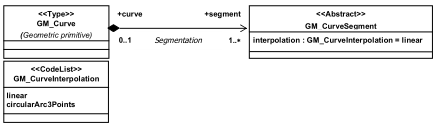 <<Type>>
GM_Curve
(Geometric primitive)
+curve
+segment
0..1
Segmentation
1..*
<<Abstract>>
GM_CurveSegment
interpolation : GM_CurveInterpolation = linear
<<CodeList>>
GM_CurveInterpolation
linear
circularArc3Points